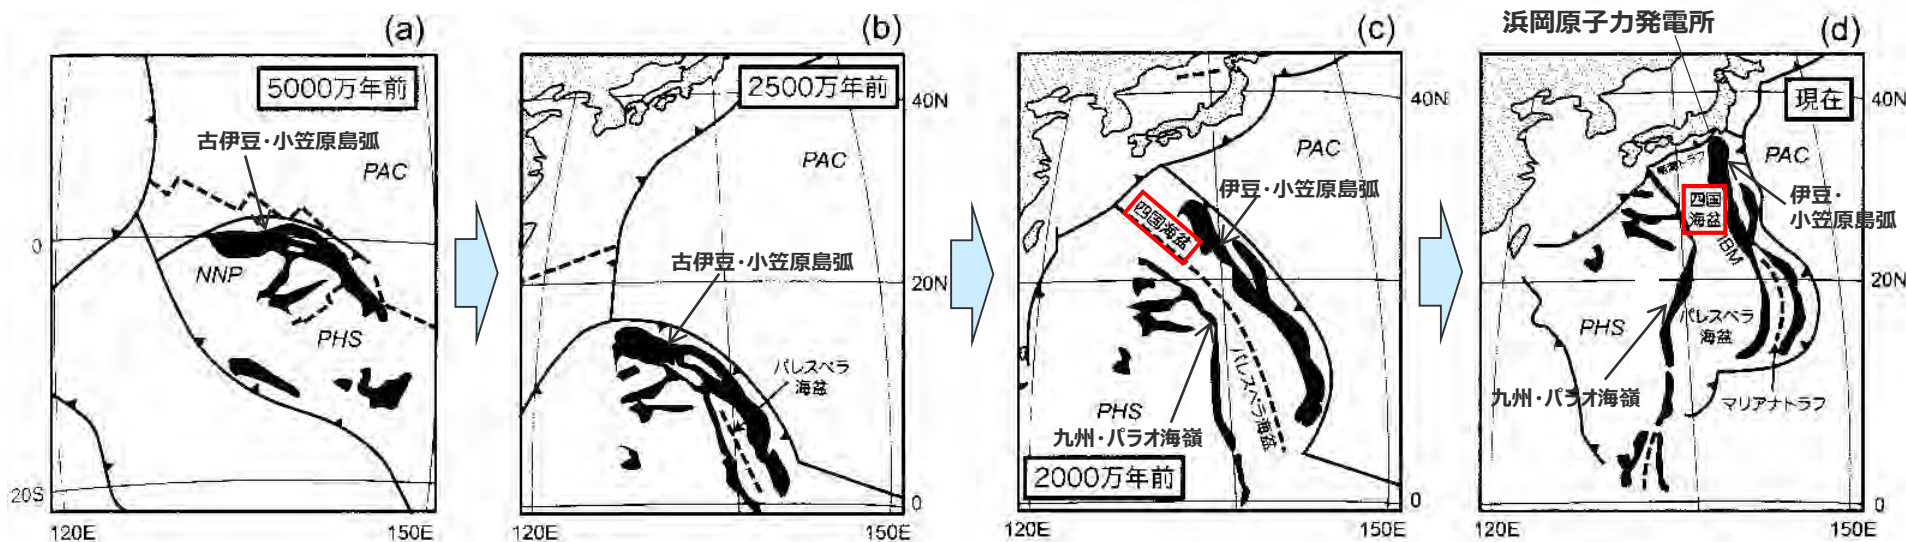 (a)
5000万年前
古伊豆・小笠原島弧
PAC
NNP
PHS
0
20S
120E
150E
(b)
2500万年前
40N
PAC
20N
古伊豆・小笠原島弧
パレスベラ
海盆
0
120E
150E
(c)
40N
PAC
四国海盆
伊豆・小笠原島弧
20N
パレスベラ海盆
PHS
九州・パラオ海嶺
2000万年前
0
120E
150E
浜岡原子力発電所
(d)
現在
40N
PAC
南海トラフ
四国
海盆
伊豆・
小笠原島弧
IBM
20N
PHS
パレスベラ
海盆
九州・パラオ海嶺
マリアナトラフ
0
120E
150E